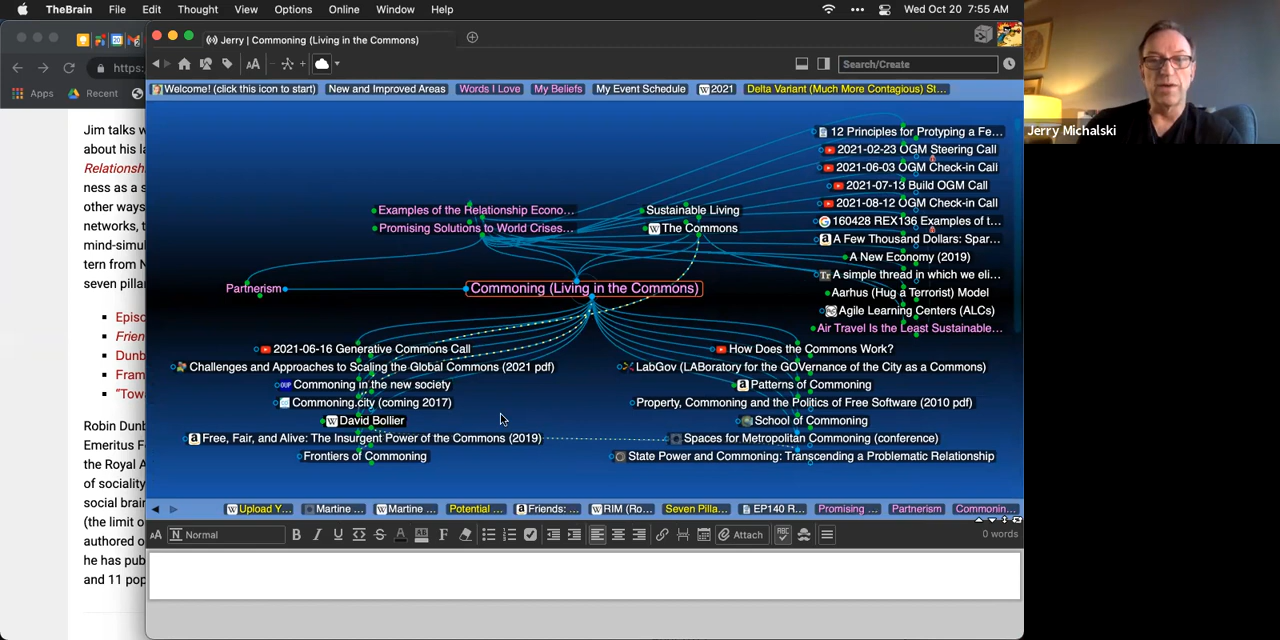 TheBrain File Edit Thought View Options Online Window Help Wed Oct 20 7:55 AM
Jerry | Commoning (Living in the Commons)
https:
Search/Create
Apps Recent
Welcome! (click this icon to start) New and Improved Areas Words I Love My Beliefs My Event Schedule 2021 Delta Variant (Much More Contagious) St...
Jim talks w
about his la
Relationsh
ness as a s
other ways
networks, t
mind-simul
tern from N
seven pillar
Episo
Friend
Dunb
Fram
"Towa
Robin Dunb
Emeritus F
the Royal A
of sociality
social brain
(the limit o
authored o
he has pub
and 11 pop
12 Principles for Protyping a Fe...
2021-02-23 OGM Steering Call
2021-06-03 OGM Check-in Call
2021-07-13 Build OGM Call
2021-08-12 OGM Check-in Call
160428 REX136 Examples of t...
A Few Thousand Dollars: Spar...
A New Economy (2019)
A simple thread in which we eli...
Aarhus (Hug a Terrorist) Model
Agile Learning Centers (ALCs)
Air Travel Is the Least Sustainable...
Examples of the Relationship Econo...
Promising Solutions to World Crises...
Sustainable Living
The Commons
Partnerism
Commoning (Living in the Commons)
2021-06-16 Generative Commons Call
Challenges and Approaches to Scaling the Global Commons (2021 pdf)
Commoning in the new society
Commoning.city (coming 2017)
David Bollier
Free, Fair, and Alive: The Insurgent Power of the Commons (2019)
Frontiers of Commoning
How Does the Commons Work?
LabGov (LABoratory for the GOVernance of the City as a Commons)
Patterns of Commoning
Property, Commoning and the Politics of Free Software (2010 pdf)
School of Commoning
Spaces for Metropolitan Commoning (conference)
State Power and Commoning: Transcending a Problematic Relationship
Upload Y... Martine ... Martine ... Potential ... Friends: ... RIM (Ro... Seven Pilla... EP140 R... Promising ... Partnerism Commonin...
Normal Attach 0 words
Jerry Michalski